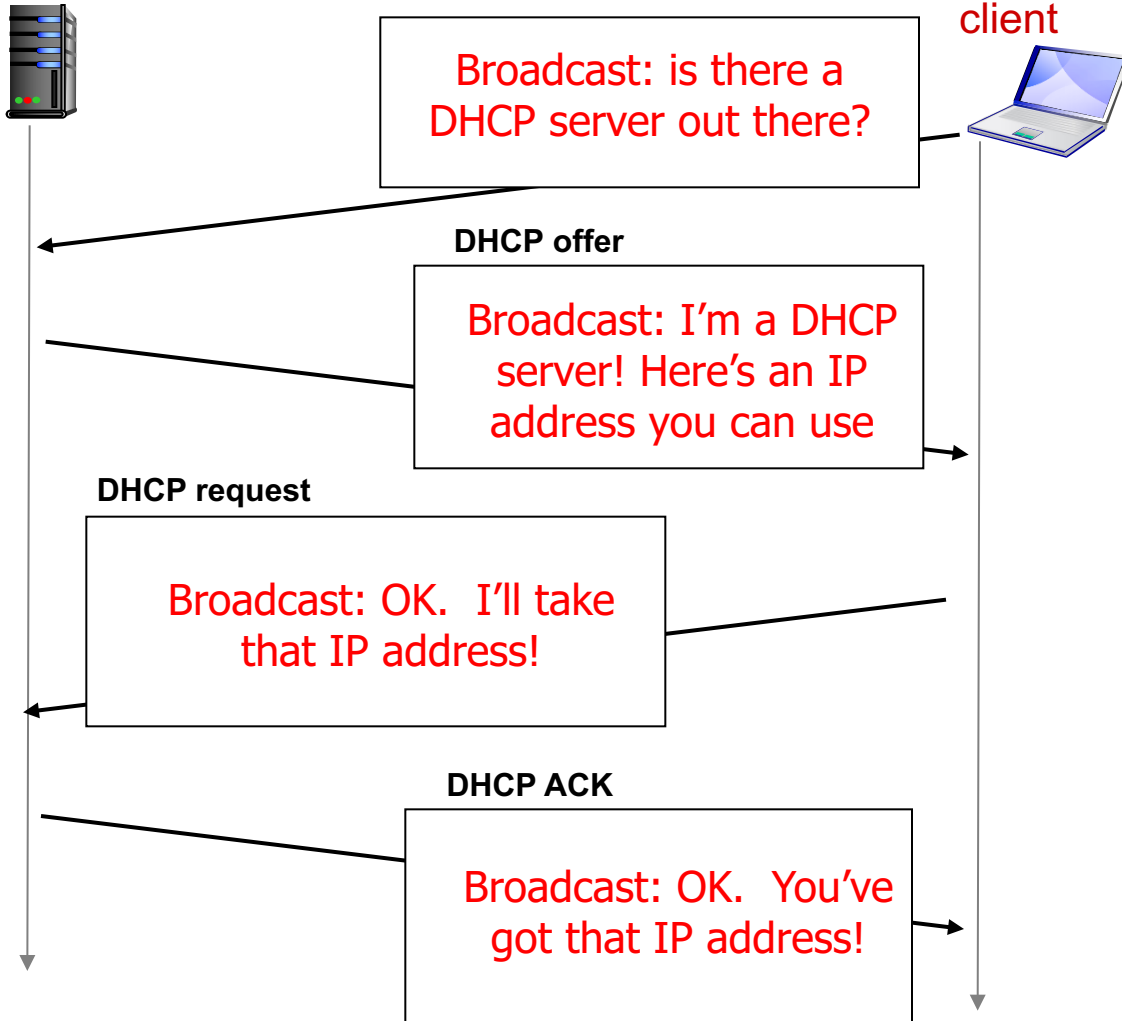 client
Broadcast: is there a
DHCP server out there?
DHCP offer
Broadcast: I’m a DHCP
server! Here’s an IP
address you can use
DHCP request
Broadcast: OK.  I’ll take
that IP address!
DHCP ACK
Broadcast: OK.  You’ve
got that IP address!